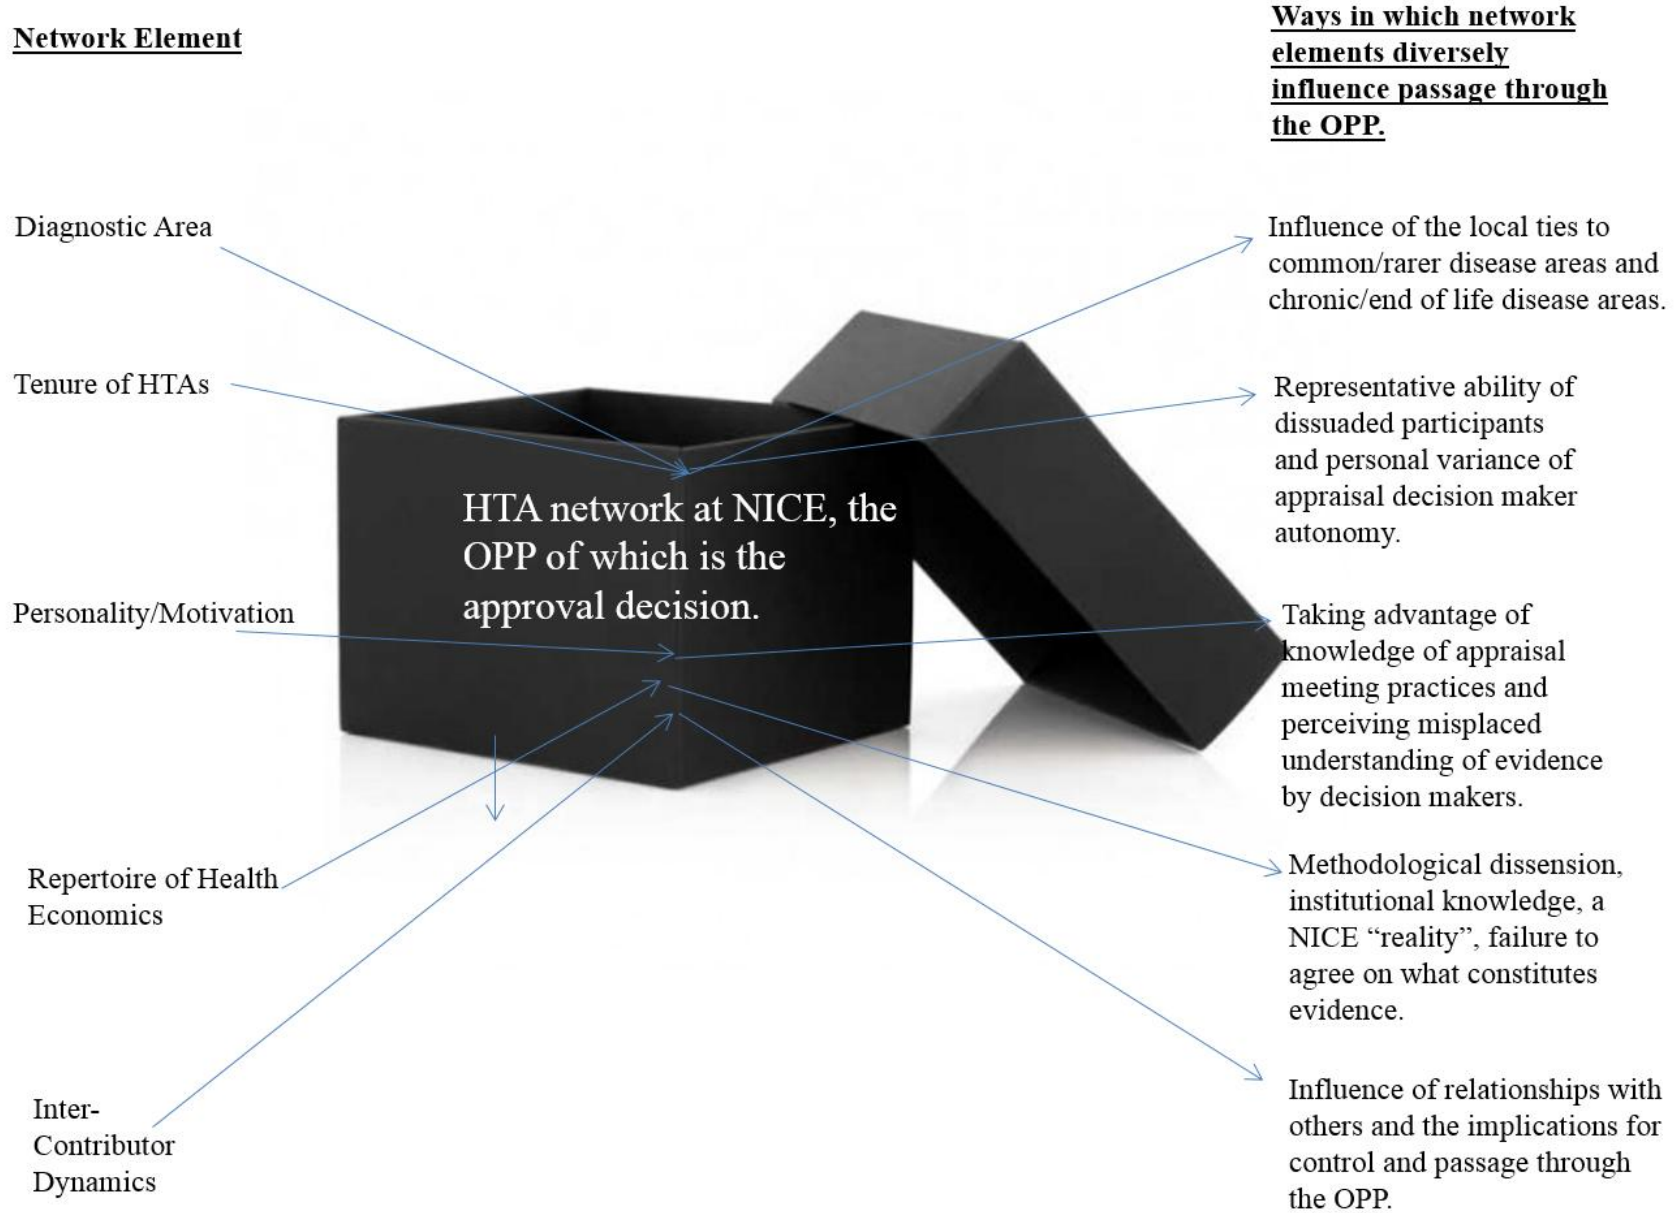 Network Element
Ways in which network
elements diversely
influence passage through
the OPP.
Diagnostic Area
Influence of the local ties to
common/rarer disease areas and
chronic/end of life disease areas.
Tenure of HTAs
Representative ability of
dissuaded participants
and personal variance of
appraisal decision maker
autonomy.
HTA network at NICE, the
OPP of which is the
approval decision.
Personality/Motivation
Taking advantage of
knowledge of appraisal
meeting practices and
perceiving misplaced
understanding of evidence
by decision makers.
Repertoire of Health
Economics
Methodological dissension,
institutional knowledge, a
NICE “reality”, failure to
agree on what constitutes
evidence.
Inter-
Contributor
Dynamics
Influence of relationships with
others and the implications for
control and passage through
the OPP.